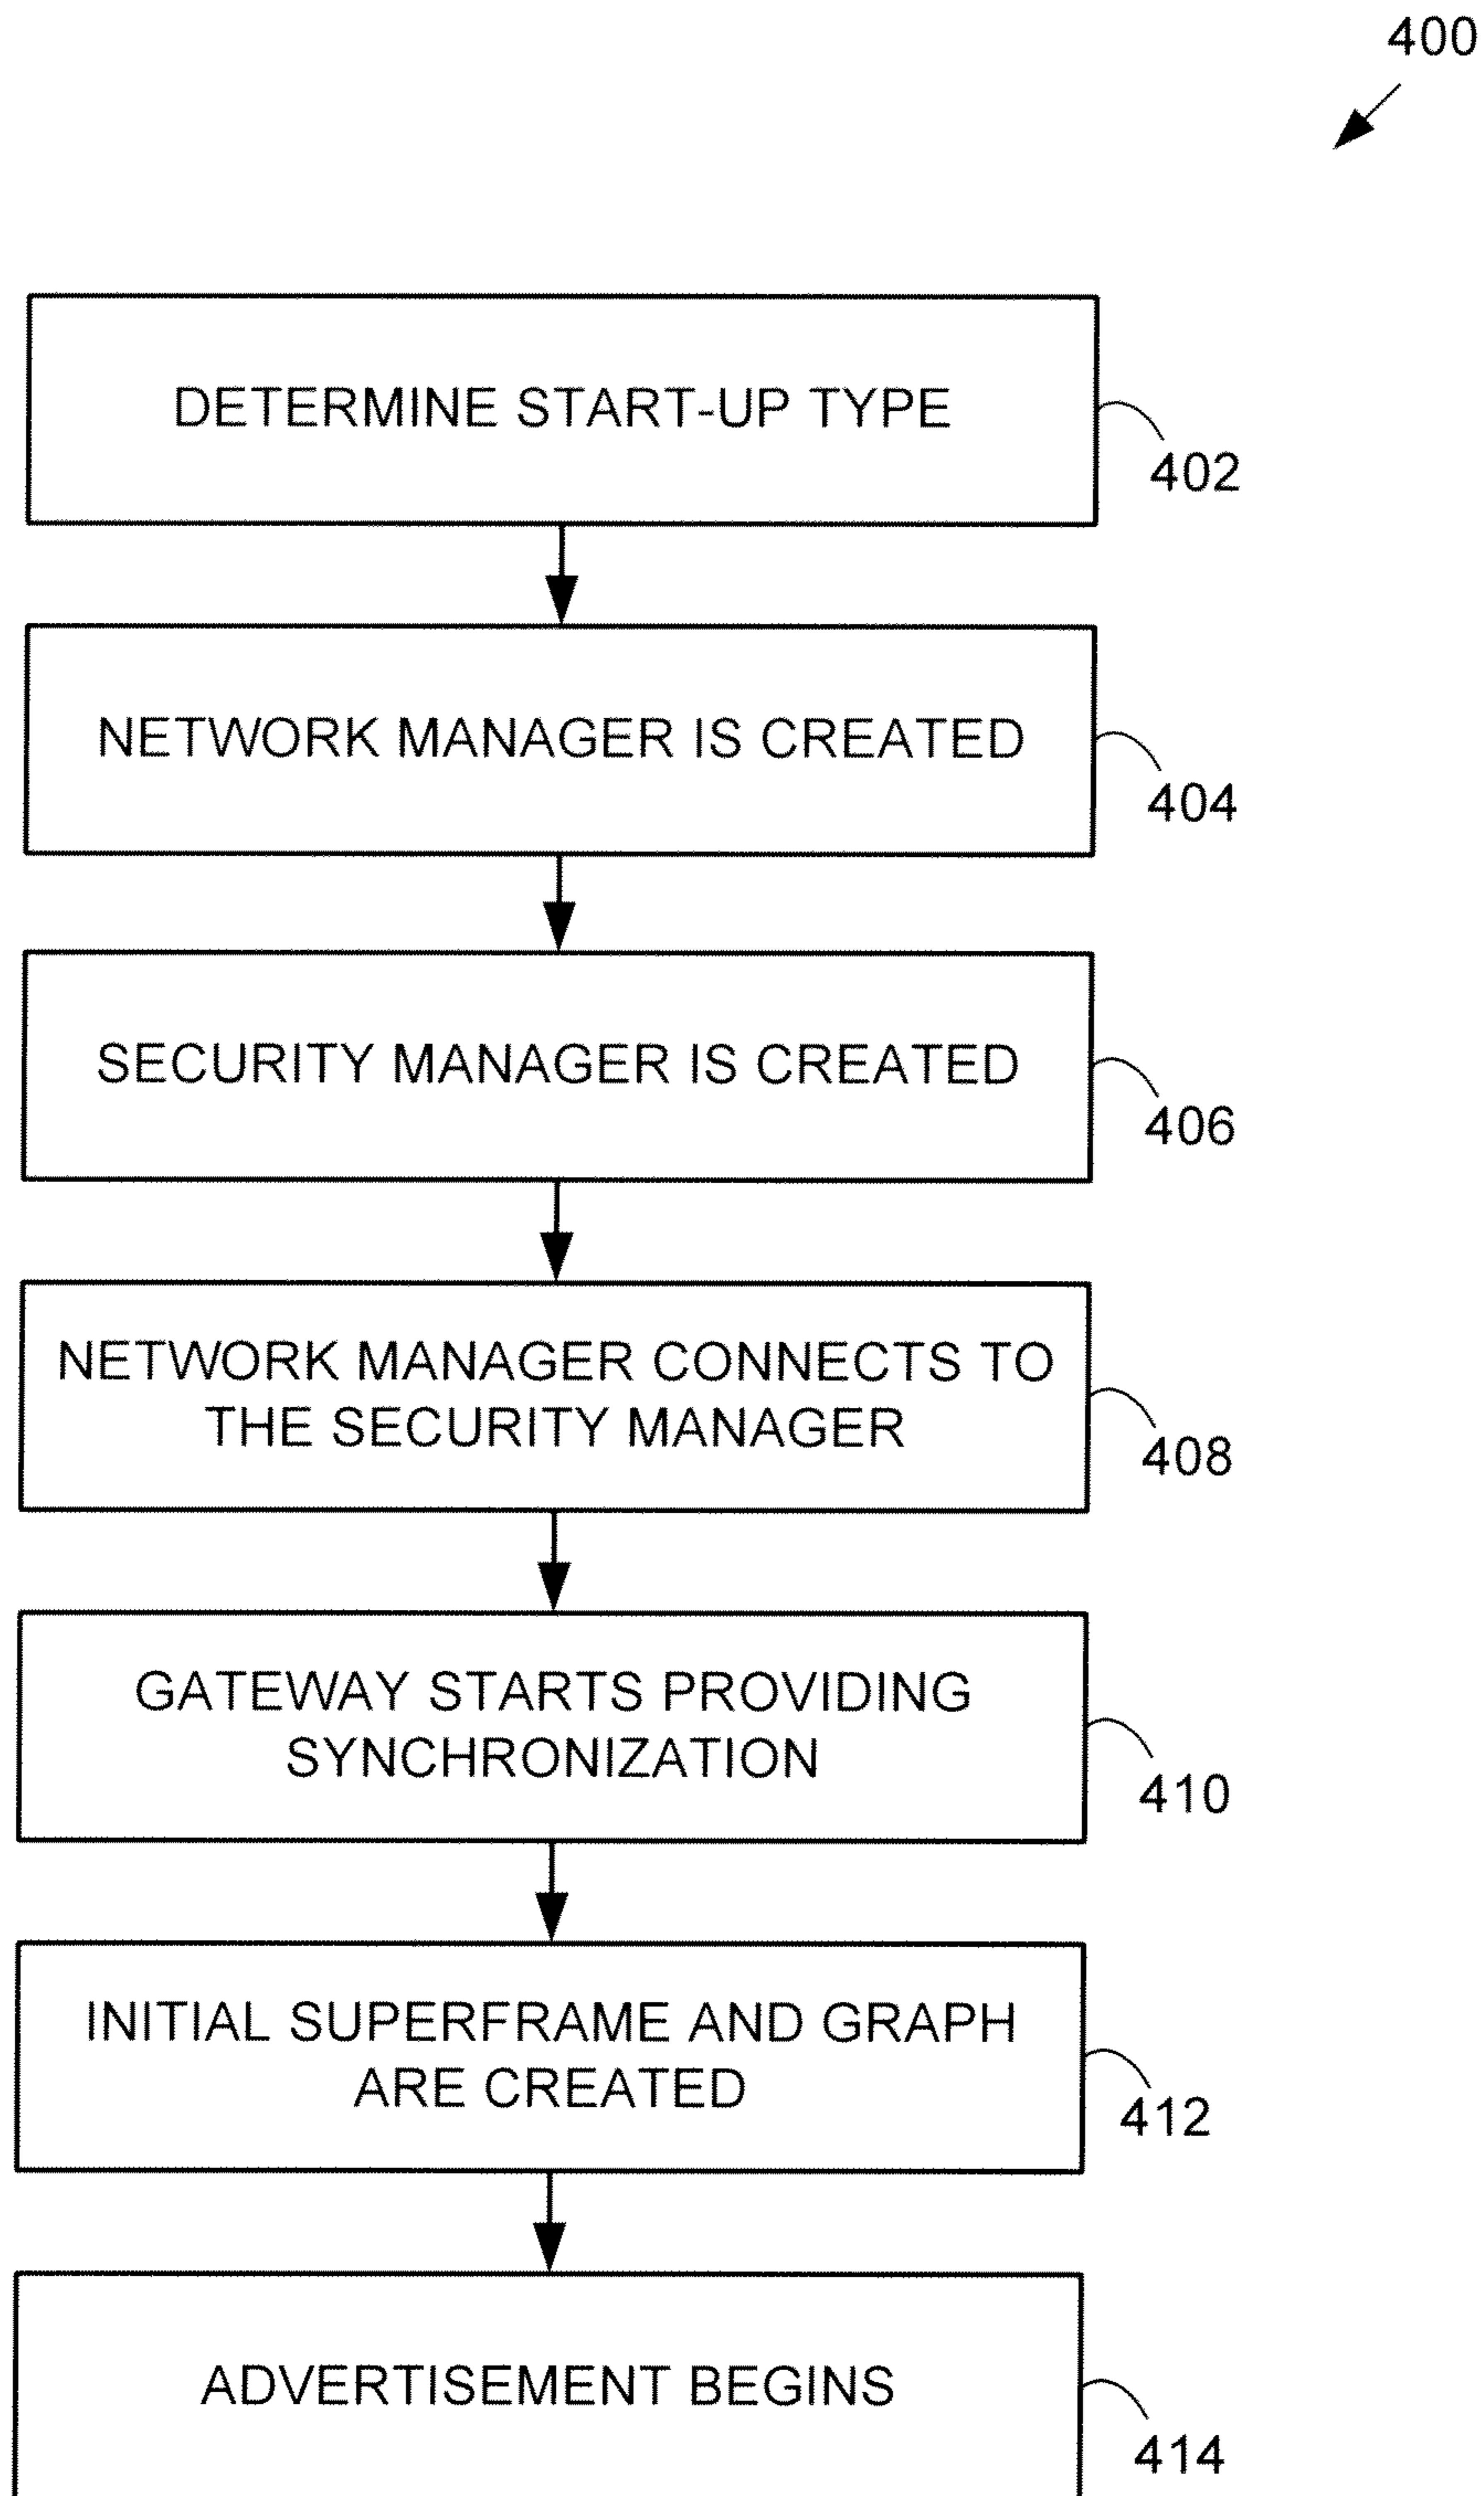 400
DETERMINE START-UP TYPE
402
NETWORK MANAGER IS CREATED
404
SECURITY MANAGER IS CREATED
406
NETWORK MANAGER CONNECTS TO
THE SECURITY MANAGER
408
GATEWAY STARTS PROVIDING
SYNCHRONIZATION
410
INITIAL SUPERFRAME AND GRAPH
ARE CREATED
412
ADVERTISEMENT BEGINS
414